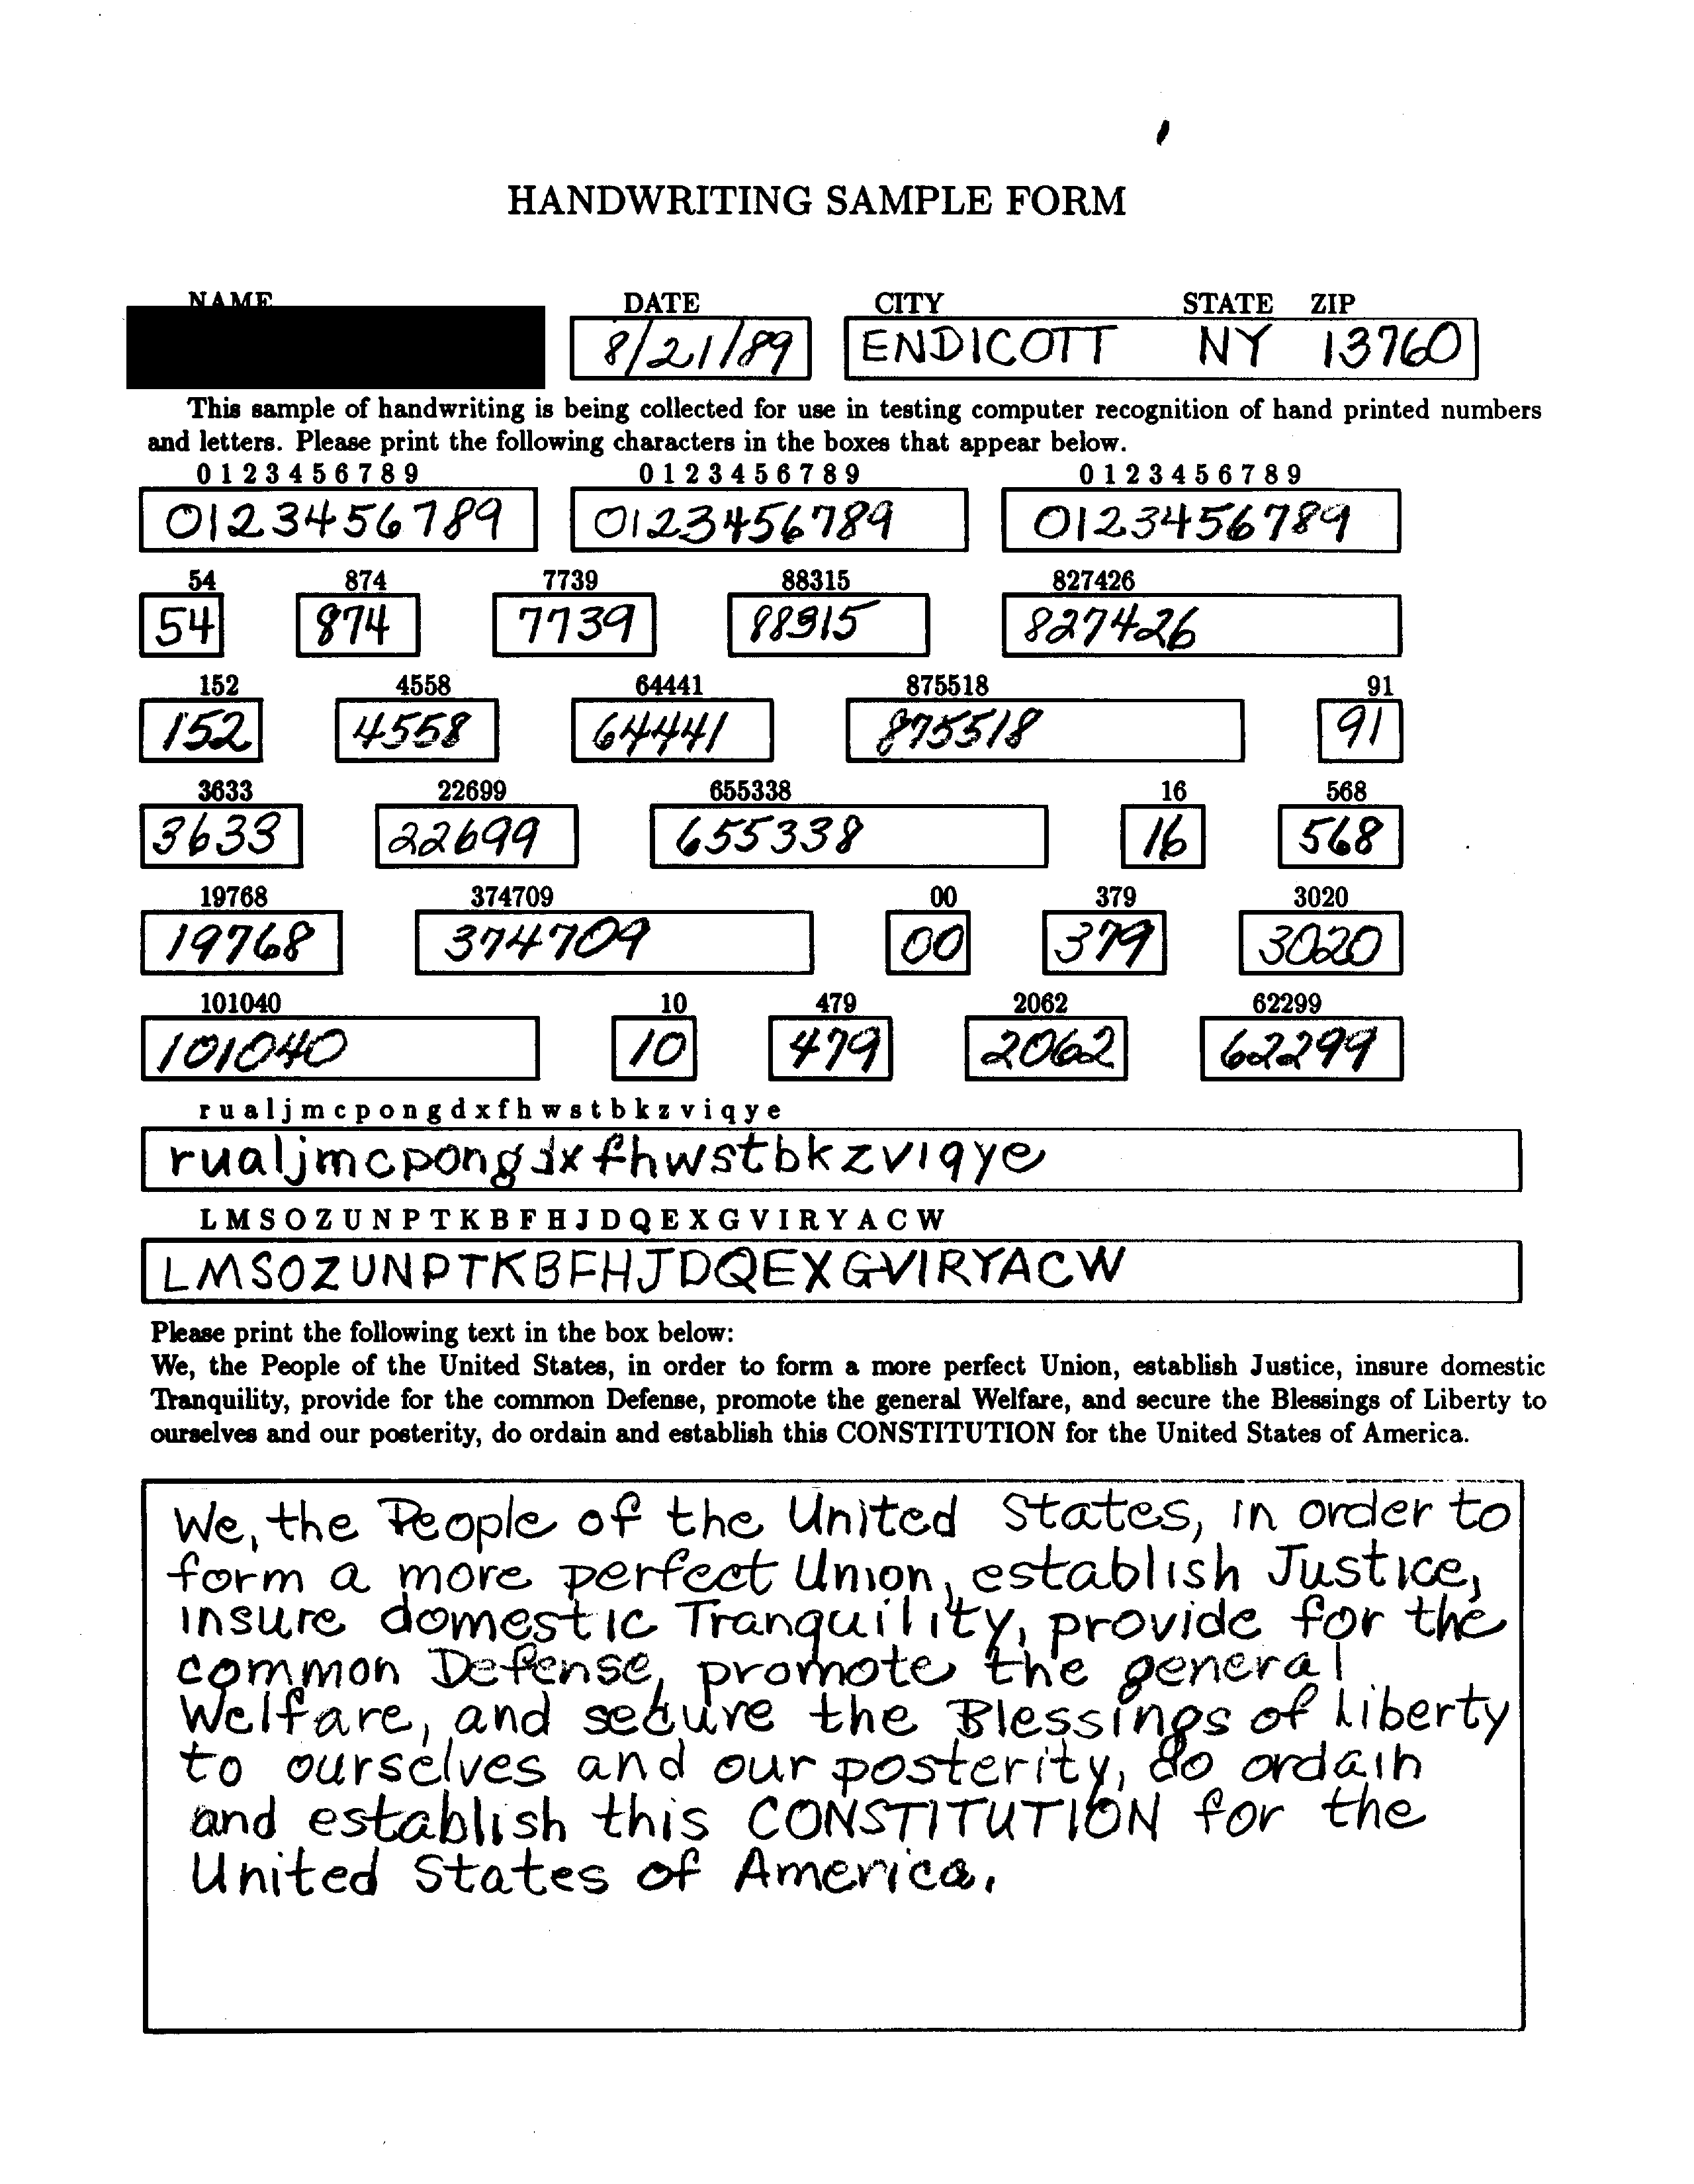 HANDWRITING SAMPLE FORM
NAME DATE CITY STATE ZIP
8/21/89 ENDICOTT NY 13760
This sample of handwriting is being collected for use in testing computer recognition of hand printed numbers
and letters. Please print the following characters in the boxes that appear below.
0 1 2 3 4 5 6 7 8 9 0 1 2 3 4 5 6 7 8 9 0 1 2 3 4 5 6 7 8 9
0123456789 0123456789 0123456789
54 874 7739 88315 827426
54 874 7739 88315 827426
152 4558 64441 875518 91
152 4558 64441 875518 91
3633 22699 655338 16 568
3633 22699 655338 16 568
19768 374709 00 379 3020
19768 374709 00 379 3020
101040 10 479 2062 62299
101040 10 479 2062 62299
r u a l j m c p o n g d x f h w s t b k z v i q y e
rualjmcpongdxfhwstbkzviqye
L M S O Z U N P T K B F H J D Q E X G V I R Y A C W
LMSOZUNPTKBFHJDQEXGVIRYACW
Please print the following text in the box below:
We, the People of the United States, in order to form a more perfect Union, establish Justice, insure domestic
Tranquility, provide for the common Defense, promote the general Welfare, and secure the Blessings of Liberty to
ourselves and our posterity, do ordain and establish this CONSTITUTION for the United States of America.
We, the People of the United States, in order to
form a more perfect Union, establish Justice,
insure domestic Tranquility, provide for the
common Defense, promote the general
Welfare, and secure the Blessings of Liberty
to ourselves and our posterity, do ordain
and establish this CONSTITUTION for the
United States of America.